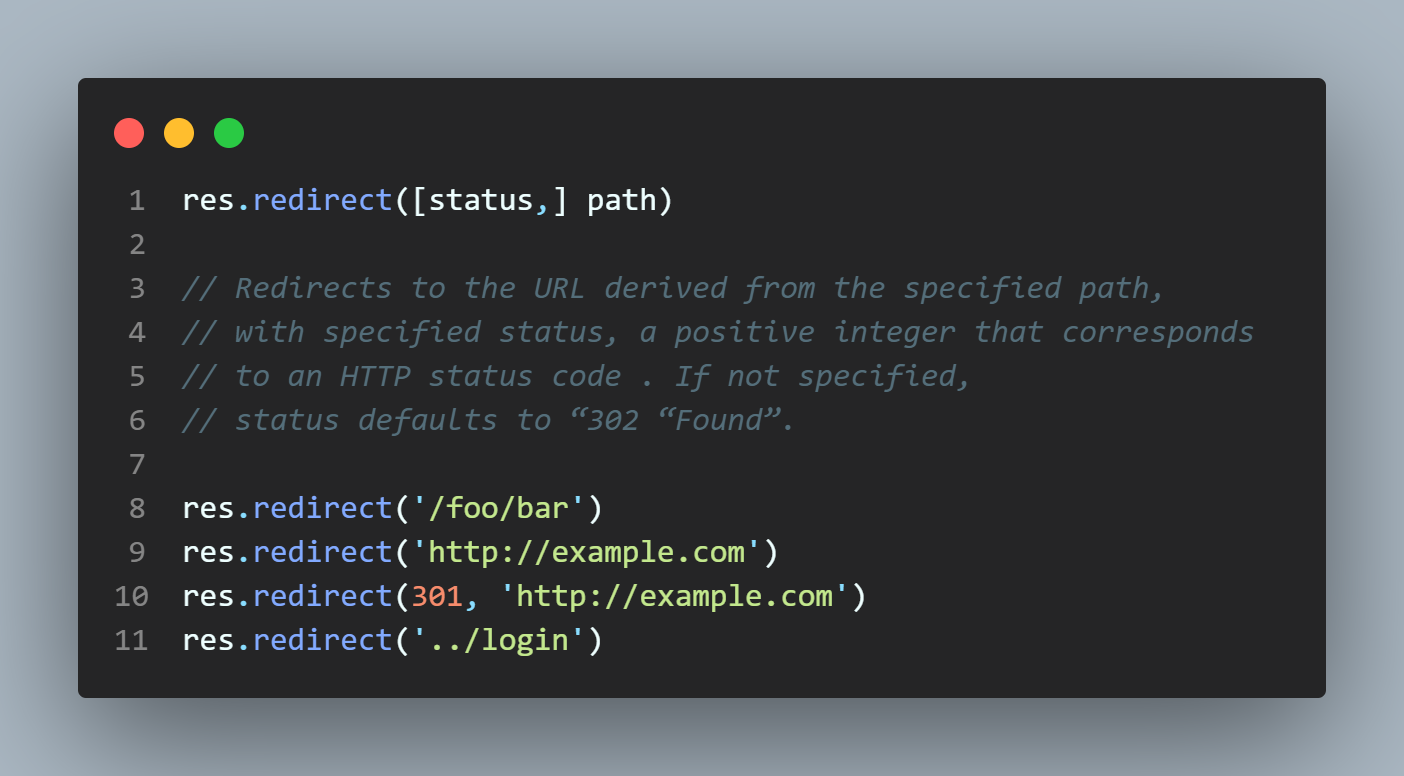 1 res.redirect([status,] path)
2
3 // Redirects to the URL derived from the specified path,
4 // with specified status, a positive integer that corresponds
5 // to an HTTP status code . If not specified,
6 // status defaults to “302 “Found”.
7
8 res.redirect('/foo/bar')
9 res.redirect('http://example.com')
10 res.redirect(301, 'http://example.com')
11 res.redirect('../login')